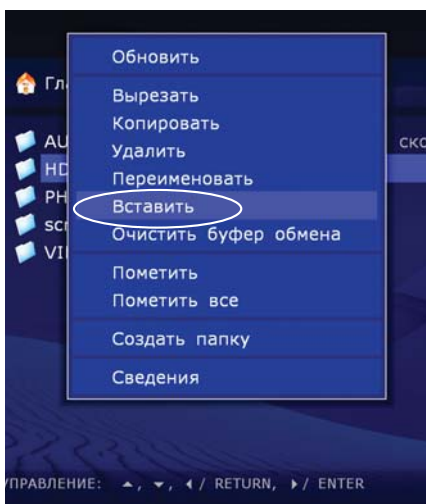 Обновить
Гл
Вырезать
Копировать
AU
ско
Удалить
HD
Переименовать
PH
Вставить
scr
Очистить буфер обмена
VI
Пометить
Пометить все
Создать папку
Сведения
УПРАВЛЕНИЕ: ▲, ▼, ◀ / RETURN, ▶ / ENTER